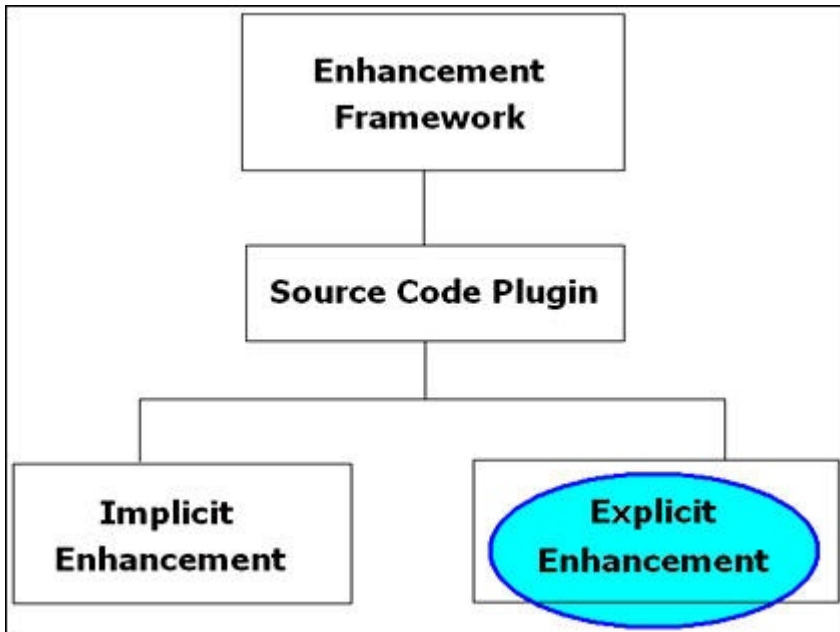 Enhancement
Framework
Source Code Plugin
Implicit
Enhancement
Explicit
Enhancement